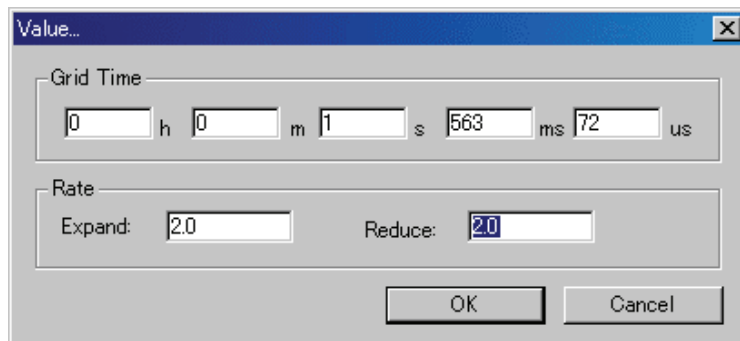 Value...
Grid Time
0 h 0 m 1 s 563 ms 72 us
Rate
Expand: 2.0 Reduce: 2.0
OK Cancel